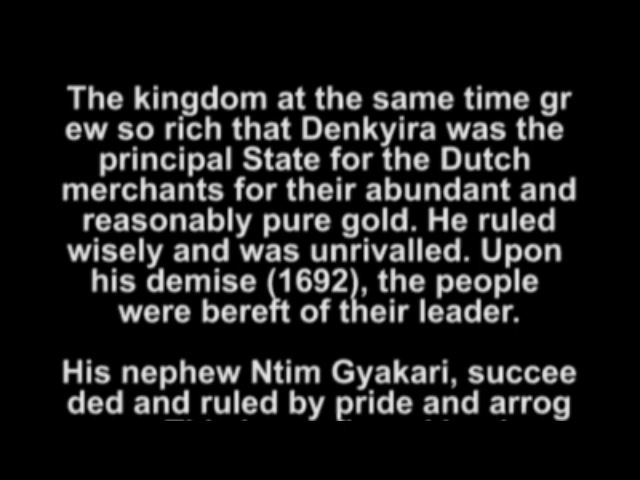 The kingdom at the same time gr
ew so rich that Denkyira was the
principal State for the Dutch
merchants for their abundant and
reasonably pure gold. He ruled
wisely and was unrivalled. Upon
his demise (1692), the people
were bereft of their leader.
His nephew Ntim Gyakari, succee
ded and ruled by pride and arrog